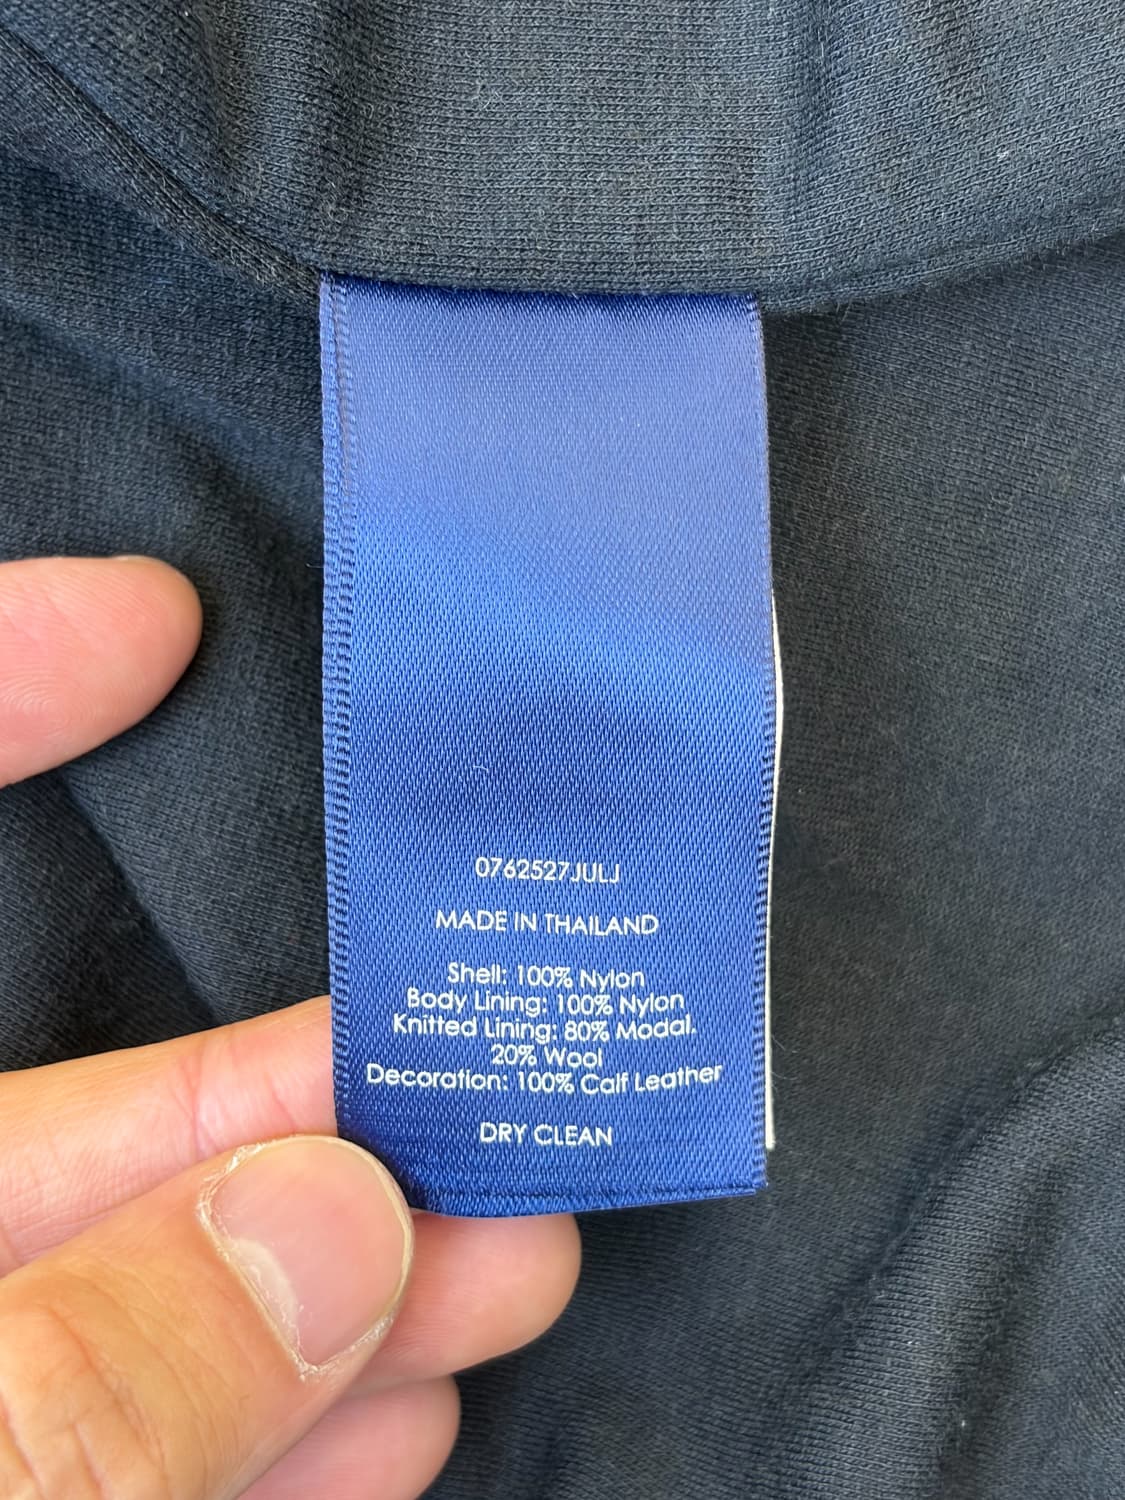 0762527JULJ
MADE IN THAILAND
Shell: 100% Nylon
Body Lining: 100% Nylon
Knitted Lining: 80% Modal.
20% Wool
Decoration: 100% Calf Leather
DRY CLEAN